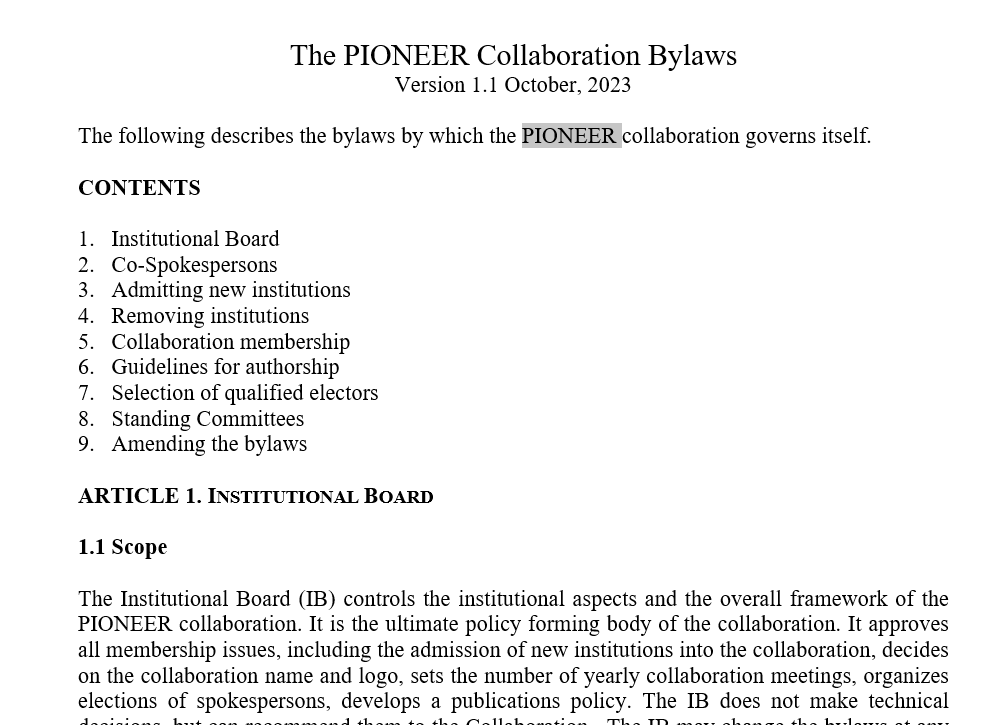 The PIONEER Collaboration Bylaws
Version 1.1 October, 2023
The following describes the bylaws by which the PIONEER collaboration governs itself.
CONTENTS
1. Institutional Board
2. Co-Spokespersons
3. Admitting new institutions
4. Removing institutions
5. Collaboration membership
6. Guidelines for authorship
7. Selection of qualified electors
8. Standing Committees
9. Amending the bylaws
ARTICLE 1. INSTITUTIONAL BOARD
1.1 Scope
The Institutional Board (IB) controls the institutional aspects and the overall framework of the
PIONEER collaboration. It is the ultimate policy forming body of the collaboration. It approves
all membership issues, including the admission of new institutions into the collaboration, decides
on the collaboration name and logo, sets the number of yearly collaboration meetings, organizes
elections of spokespersons, develops a publications policy. The IB does not make technical
decisions, but can recommend them to the Collaboration. The IB may change the bylaws at any